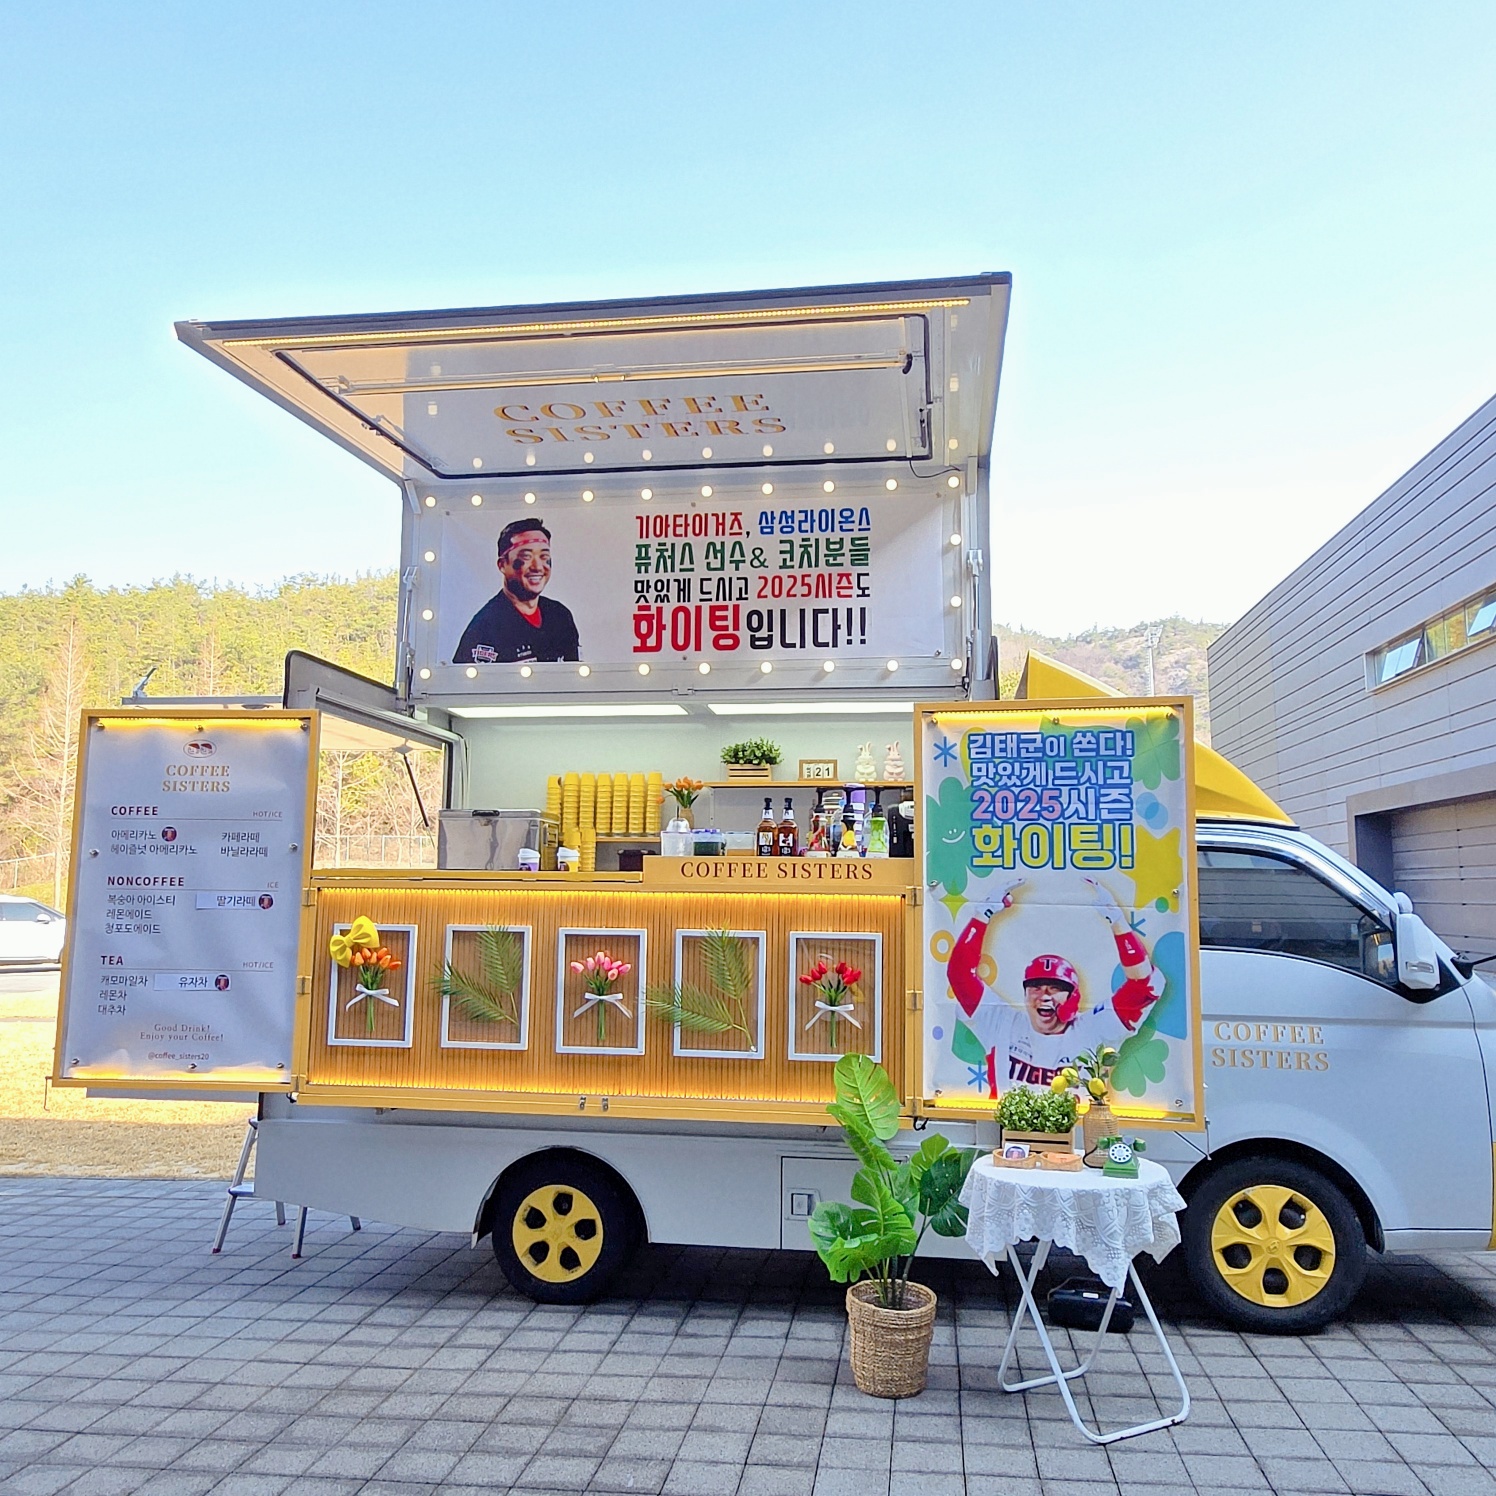 COFFEE
SISTERS
기아타이거즈, 삼성라이온스
퓨처스 선수& 코치분들
맛있게 드시고 2025시즌도
화이팅입니다!!
COFFEE
SISTERS
COFFEE HOT/ICE
아메리카노 카페라떼
헤이즐넛 아메리카노 바닐라라떼
NONCOFFEE ICE
복숭아 아이스티 딸기라떼
레몬에이드
청포도에이드
TEA HOT/ICE
캐모마일차 유자차
레몬차
대추차
Good Drink!
Enjoy your Coffee!
@coffee_sisters20
21
COFFEE SISTERS
김태군이 쏜다!
맛있게 드시고
2025시즌
화이팅!
T
TIGE
COFFEE
SISTERS